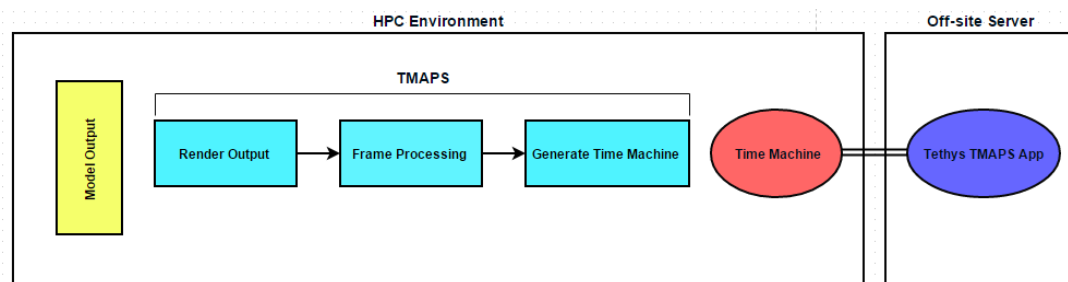 HPC Environment
Off-site Server
TMAPS
Model Output
Render Output
Frame Processing
Generate Time Machine
Time Machine
Tethys TMAPS App